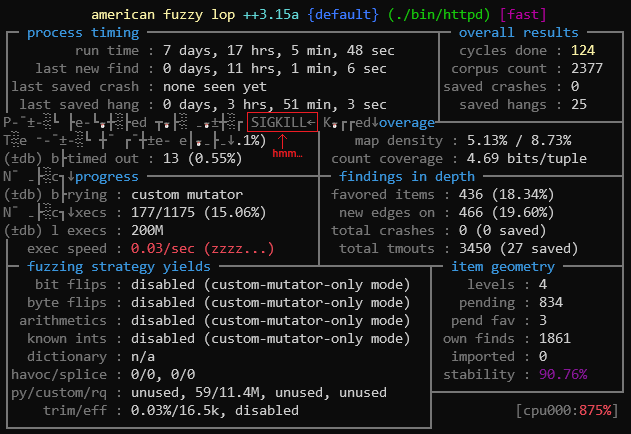 american fuzzy lop ++3.15a {default} (./bin/httpd) [fast]
process timing
overall results
run time : 7 days, 17 hrs, 5 min, 48 sec
cycles done : 124
last new find : 0 days, 11 hrs, 1 min, 6 sec
corpus count : 2377
last saved crash : none seen yet
saved crashes : 0
last saved hang : 0 days, 3 hrs, 51 min, 3 sec
saved hangs : 25
SIGKILL←
overage
.1%)
map density : 5.13% / 8.73%
hmm…
(±db) timed out : 13 (0.55%)
count coverage : 4.69 bits/tuple
progress
findings in depth
(±db) rying : custom mutator
favored items : 436 (18.34%)
xecs : 177/1175 (15.06%)
new edges on : 466 (19.60%)
(±db) l execs : 200M
total crashes : 0 (0 saved)
exec speed : 0.03/sec (zzzz...)
total tmouts : 3450 (27 saved)
fuzzing strategy yields
item geometry
bit flips : disabled (custom-mutator-only mode)
levels : 4
byte flips : disabled (custom-mutator-only mode)
pending : 834
arithmetics : disabled (custom-mutator-only mode)
pend fav : 3
known ints : disabled (custom-mutator-only mode)
own finds : 1861
dictionary : n/a
imported : 0
havoc/splice : 0/0, 0/0
stability : 90.76%
py/custom/rq : unused, 59/11.4M, unused, unused
trim/eff : 0.03%/16.5k, disabled
[cpu000:875%]